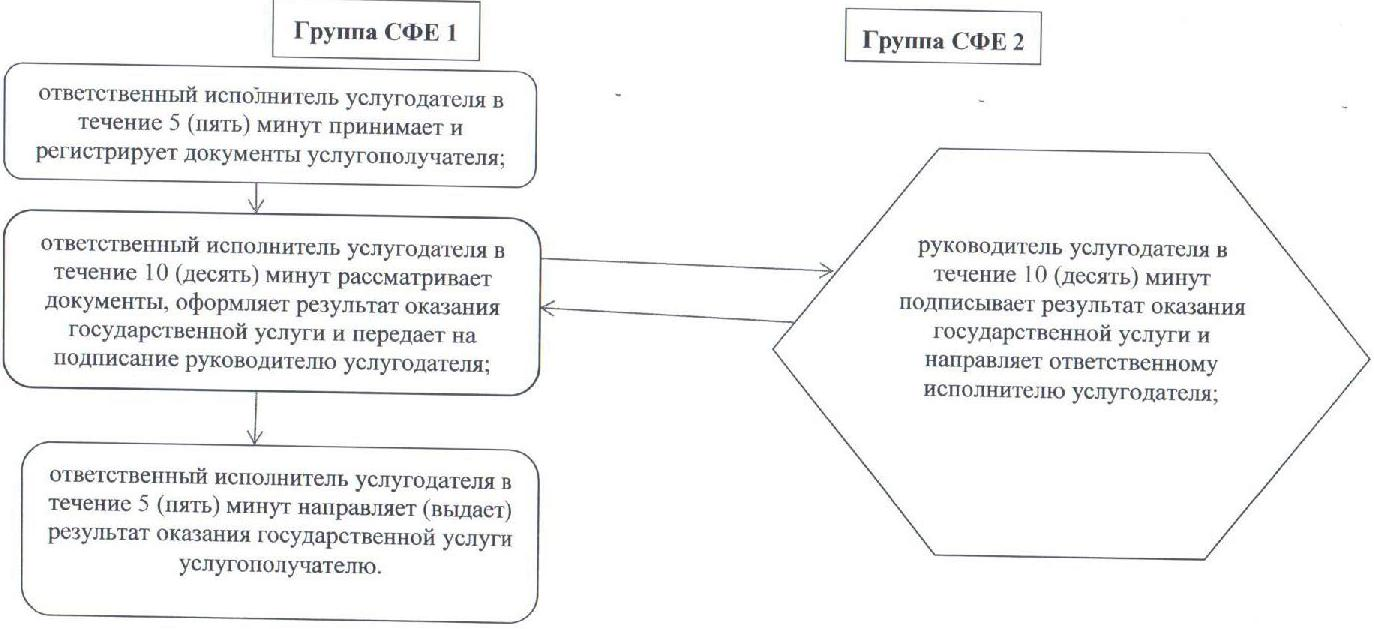 Группа СФЕ 1
Группа СФЕ 2
ответственный исполнитель услугодателя в
течение 5 (пять) минут принимает и
регистрирует документы услугополучателя;
ответственный исполнитель услугодателя в
течение 10 (десять) минут рассматривает
документы, оформляет результат оказания
государственной услуги и передает на
подписание руководителю услугодателя;
руководитель услугодателя в
течение 10 (десять) минут
подписывает результат оказания
государственной услуги и
направляет ответственному
исполнителю услугодателя;
ответственный исполнитель услугодателя в
течение 5 (пять) минут направляет (выдает)
результат оказания государственной услуги
услугополучателю.